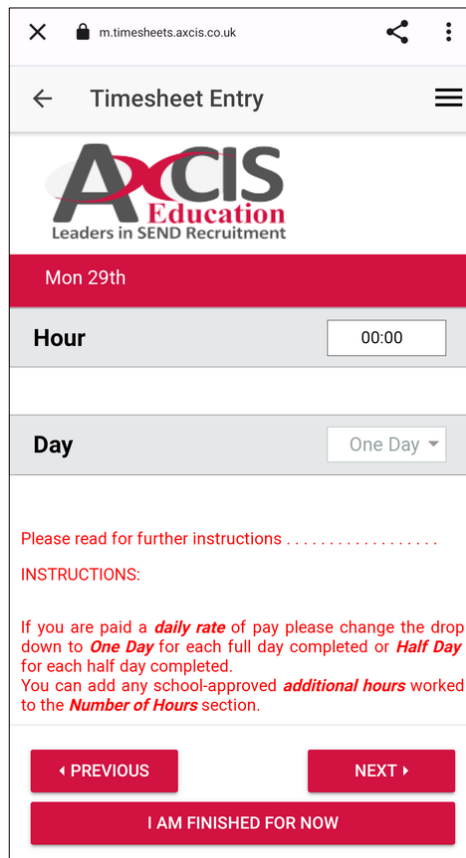 m.timesheets.axcis.co.uk
Timesheet Entry
AXCIS
Education
Leaders in SEND Recruitment
Mon 29th
Hour 00:00
Day One Day
Please read for further instructions . . . . . . . . . . . . . . . . . .
INSTRUCTIONS:
If you are paid a daily rate of pay please change the drop
down to One Day for each full day completed or Half Day
for each half day completed.
You can add any school-approved additional hours worked
to the Number of Hours section.
PREVIOUS NEXT
I AM FINISHED FOR NOW